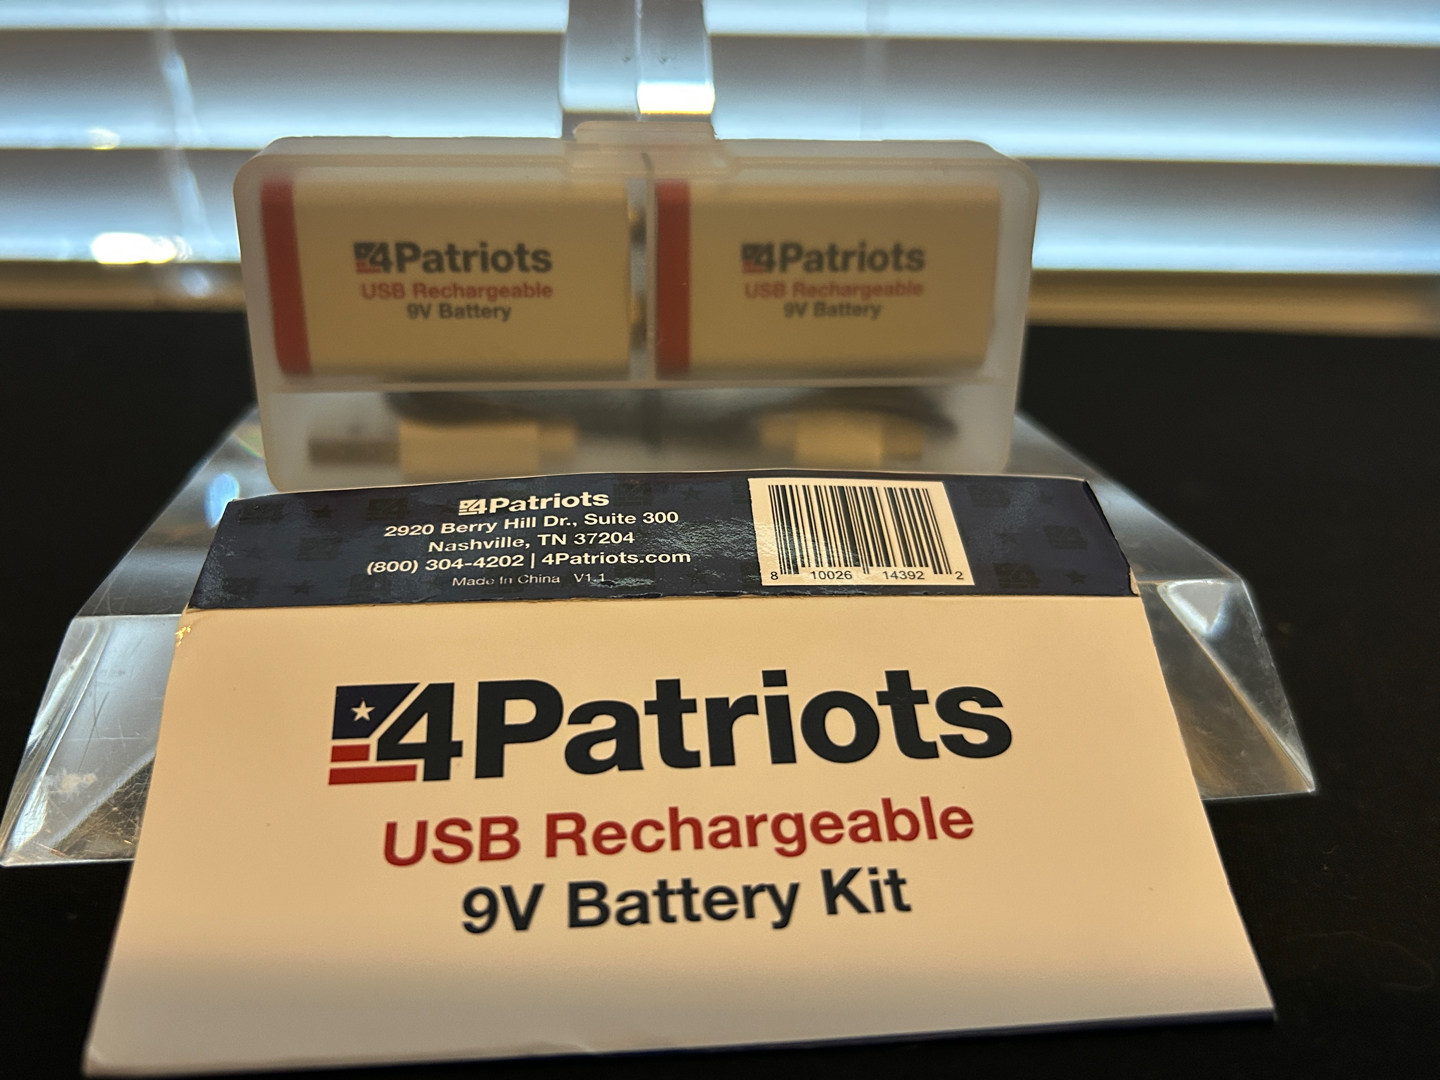 4Patriots
USB Rechargeable
9V Battery
4Patriots
USB Rechargeable
9V Battery
4Patriots
2920 Berry Hill Dr., Suite 300
Nashville, TN 37204
(800) 304-4202 | 4Patriots.com
Made In China V1.1
8 10026 14392 2
4Patriots
USB Rechargeable
9V Battery Kit